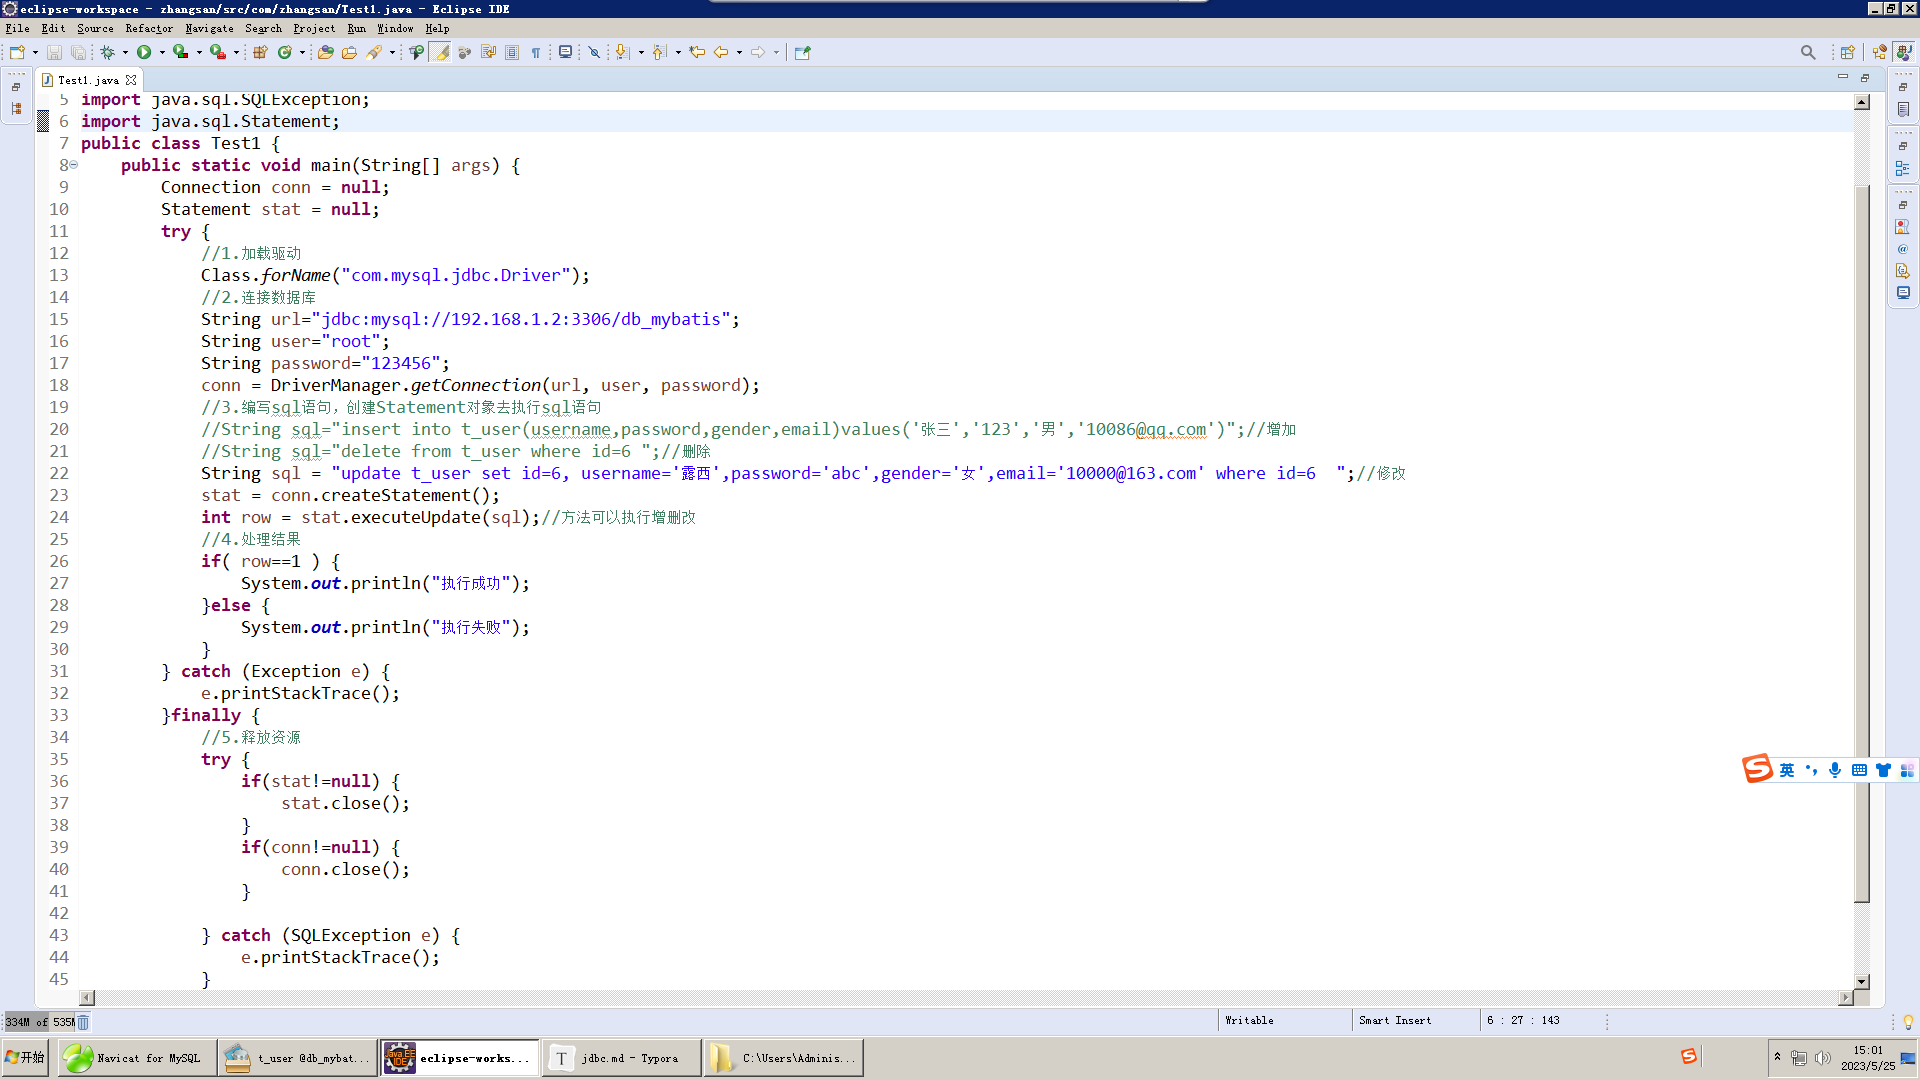 eclipse-workspace - zhangsan/src/com/zhangsan/Test1.java - Eclipse IDE
File Edit Source Refactor Navigate Search Project Run Window Help
Test1.java
5 import java.sql.SQLException;
6 import java.sql.Statement;
7 public class Test1 {
8 public static void main(String[] args) {
9 Connection conn = null;
10 Statement stat = null;
11 try {
12 //1.加载驱动
13 Class.forName("com.mysql.jdbc.Driver");
14 //2.连接数据库
15 String url="jdbc:mysql://192.168.1.2:3306/db_mybatis";
16 String user="root";
17 String password="123456";
18 conn = DriverManager.getConnection(url, user, password);
19 //3.编写sql语句，创建Statement对象去执行sql语句
20 //String sql="insert into t_user(username,password,gender,email)values('张三','123','男','10086@qq.com')";//增加
21 //String sql="delete from t_user where id=6 ";//删除
22 String sql = "update t_user set id=6, username='露西',password='abc',gender='女',email='10000@163.com' where id=6  ";//修改
23 stat = conn.createStatement();
24 int row = stat.executeUpdate(sql);//方法可以执行增删改
25 //4.处理结果
26 if( row==1 ) {
27 System.out.println("执行成功");
28 }else {
29 System.out.println("执行失败");
30 }
31 } catch (Exception e) {
32 e.printStackTrace();
33 }finally {
34 //5.释放资源
35 try {
36 if(stat!=null) {
37 stat.close();
38 }
39 if(conn!=null) {
40 conn.close();
41 }
42
43 } catch (SQLException e) {
44 e.printStackTrace();
45 }
英
334M of 535M
Writable
Smart Insert
6 : 27 : 143
开始
Navicat for MySQL
t_user @db_mybat...
eclipse-works...
jdbc.md - Typora
C:\Users\Adminis...
15:01
2023/5/25